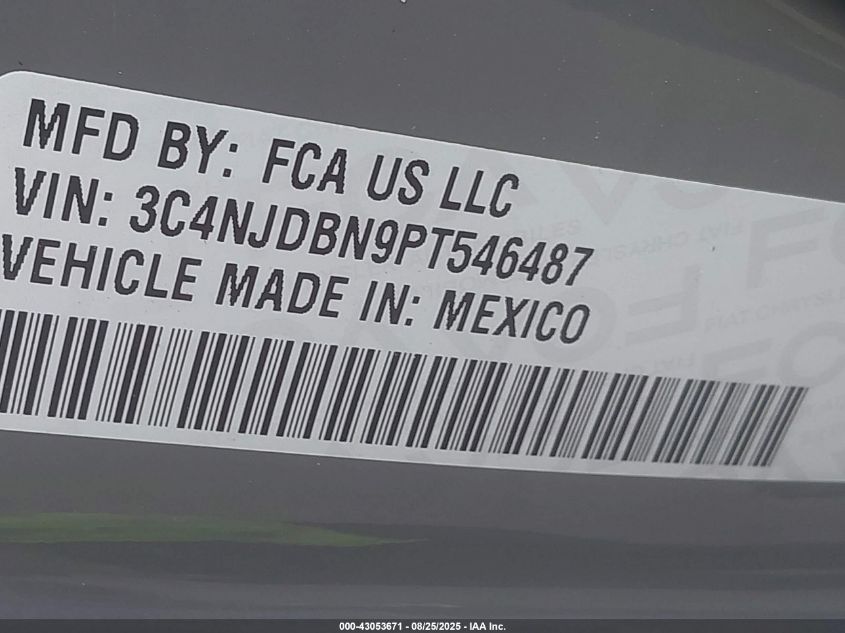 MFD BY: FCA US LLC
VIN: 3C4NJDBN9PT546487
VEHICLE MADE IN: MEXICO
000-43053671 - 08/25/2025 - IAA Inc.